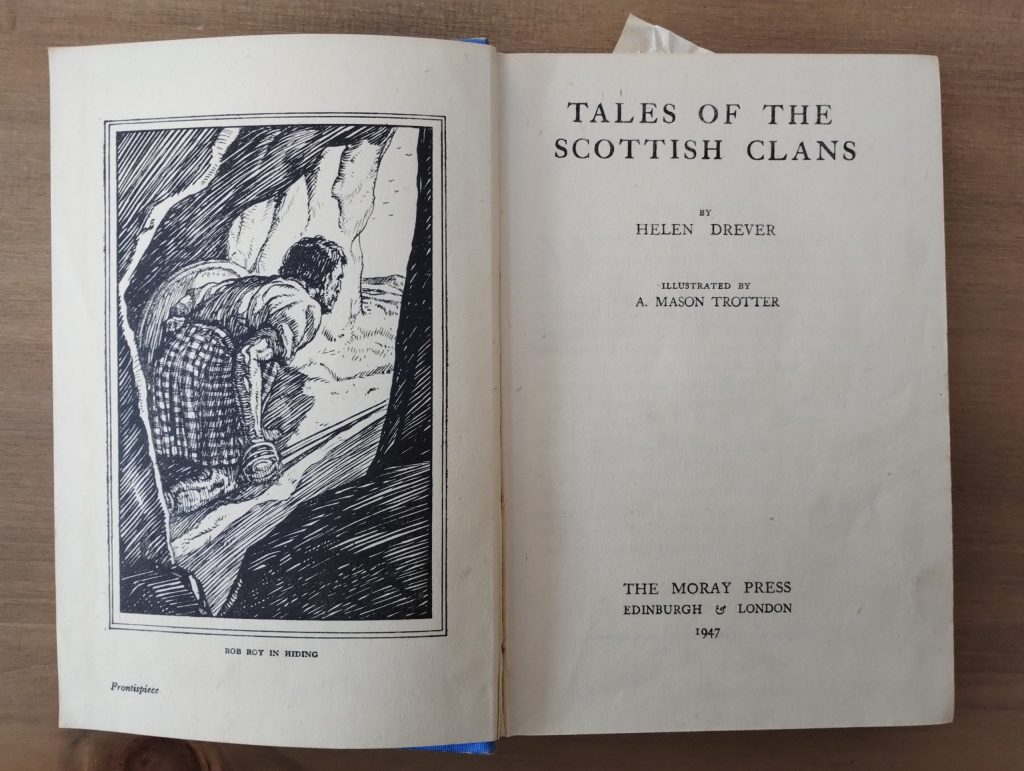 ROB ROY IN HIDING
Frontispiece
TALES OF THE
SCOTTISH CLANS
BY
HELEN DREVER
ILLUSTRATED BY
A. MASON TROTTER
THE MORAY PRESS
EDINBURGH & LONDON
1947